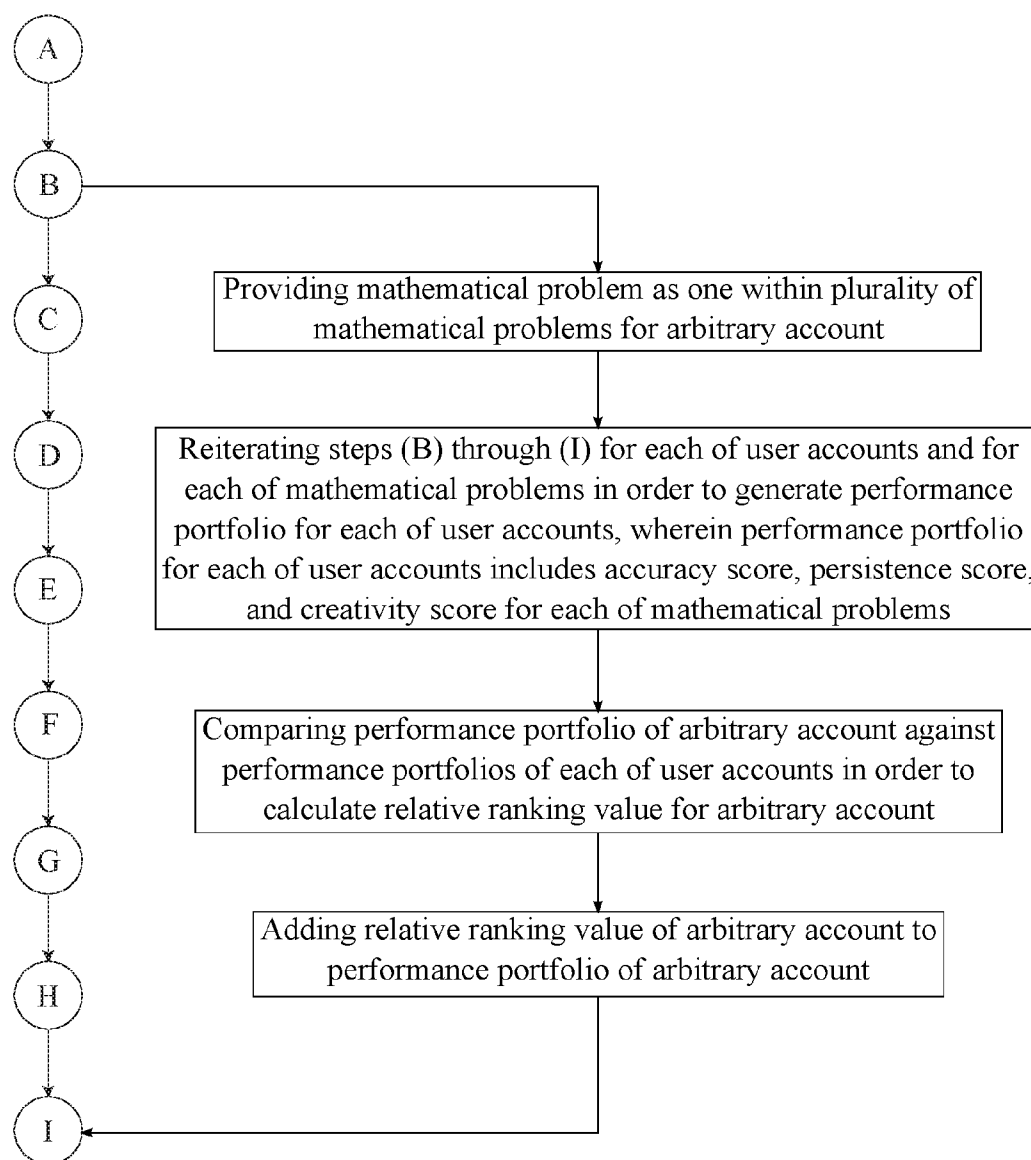 A
B
C
D
E
F
G
H
I
Providing mathematical problem as one within plurality of
mathematical problems for arbitrary account
Reiterating steps (B) through (I) for each of user accounts and for
each of mathematical problems in order to generate performance
portfolio for each of user accounts, wherein performance portfolio
for each of user accounts includes accuracy score, persistence score,
and creativity score for each of mathematical problems
Comparing performance portfolio of arbitrary account against
performance portfolios of each of user accounts in order to
calculate relative ranking value for arbitrary account
Adding relative ranking value of arbitrary account to
performance portfolio of arbitrary account